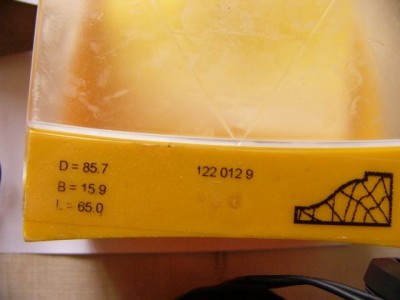 D = 85.7
B = 15.9
L = 65.0
122 012 9